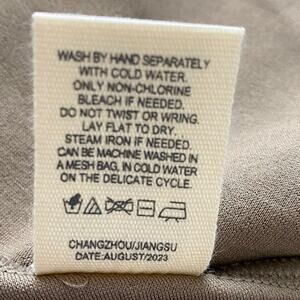 WASH BY HAND SEPARATELY
WITH COLD WATER.
ONLY NON-CHLORINE
BLEACH IF NEEDED.
DO NOT TWIST OR WRING.
LAY FLAT TO DRY.
STEAM IRON IF NEEDED.
CAN BE MACHINE WASHED IN
A MESH BAG, IN COLD WATER
ON THE DELICATE CYCLE.
CHANGZHOU/JIANGSU
DATE:AUGUST/2023